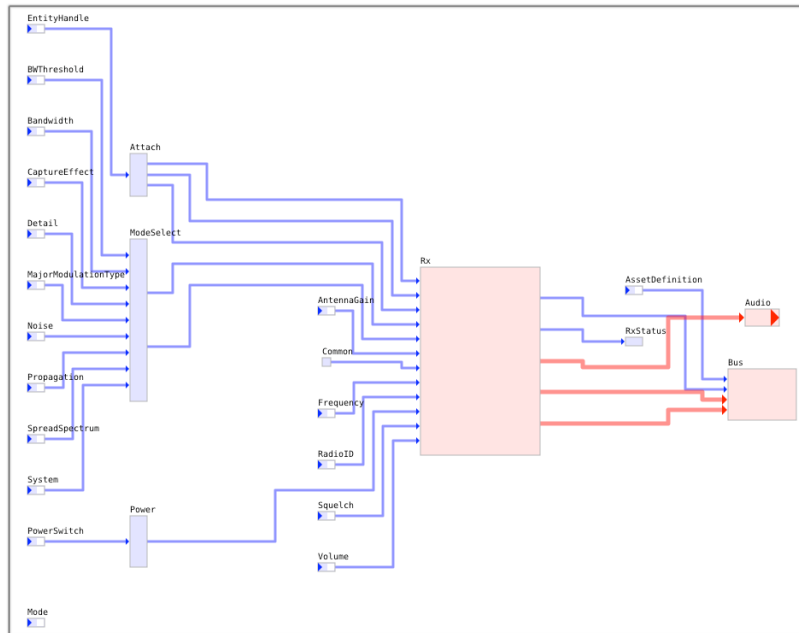 EntityHandle
BWThreshold
Bandwidth
Attach
CaptureEffect
Detail
ModeSelect
Rx
MajorModulationType
AssetDefinition
AntennaGain
Audio
Noise
RxStatus
Common
Bus
Propagation
Frequency
SpreadSpectrum
RadioID
System
Squelch
Power
PowerSwitch
Volume
Mode